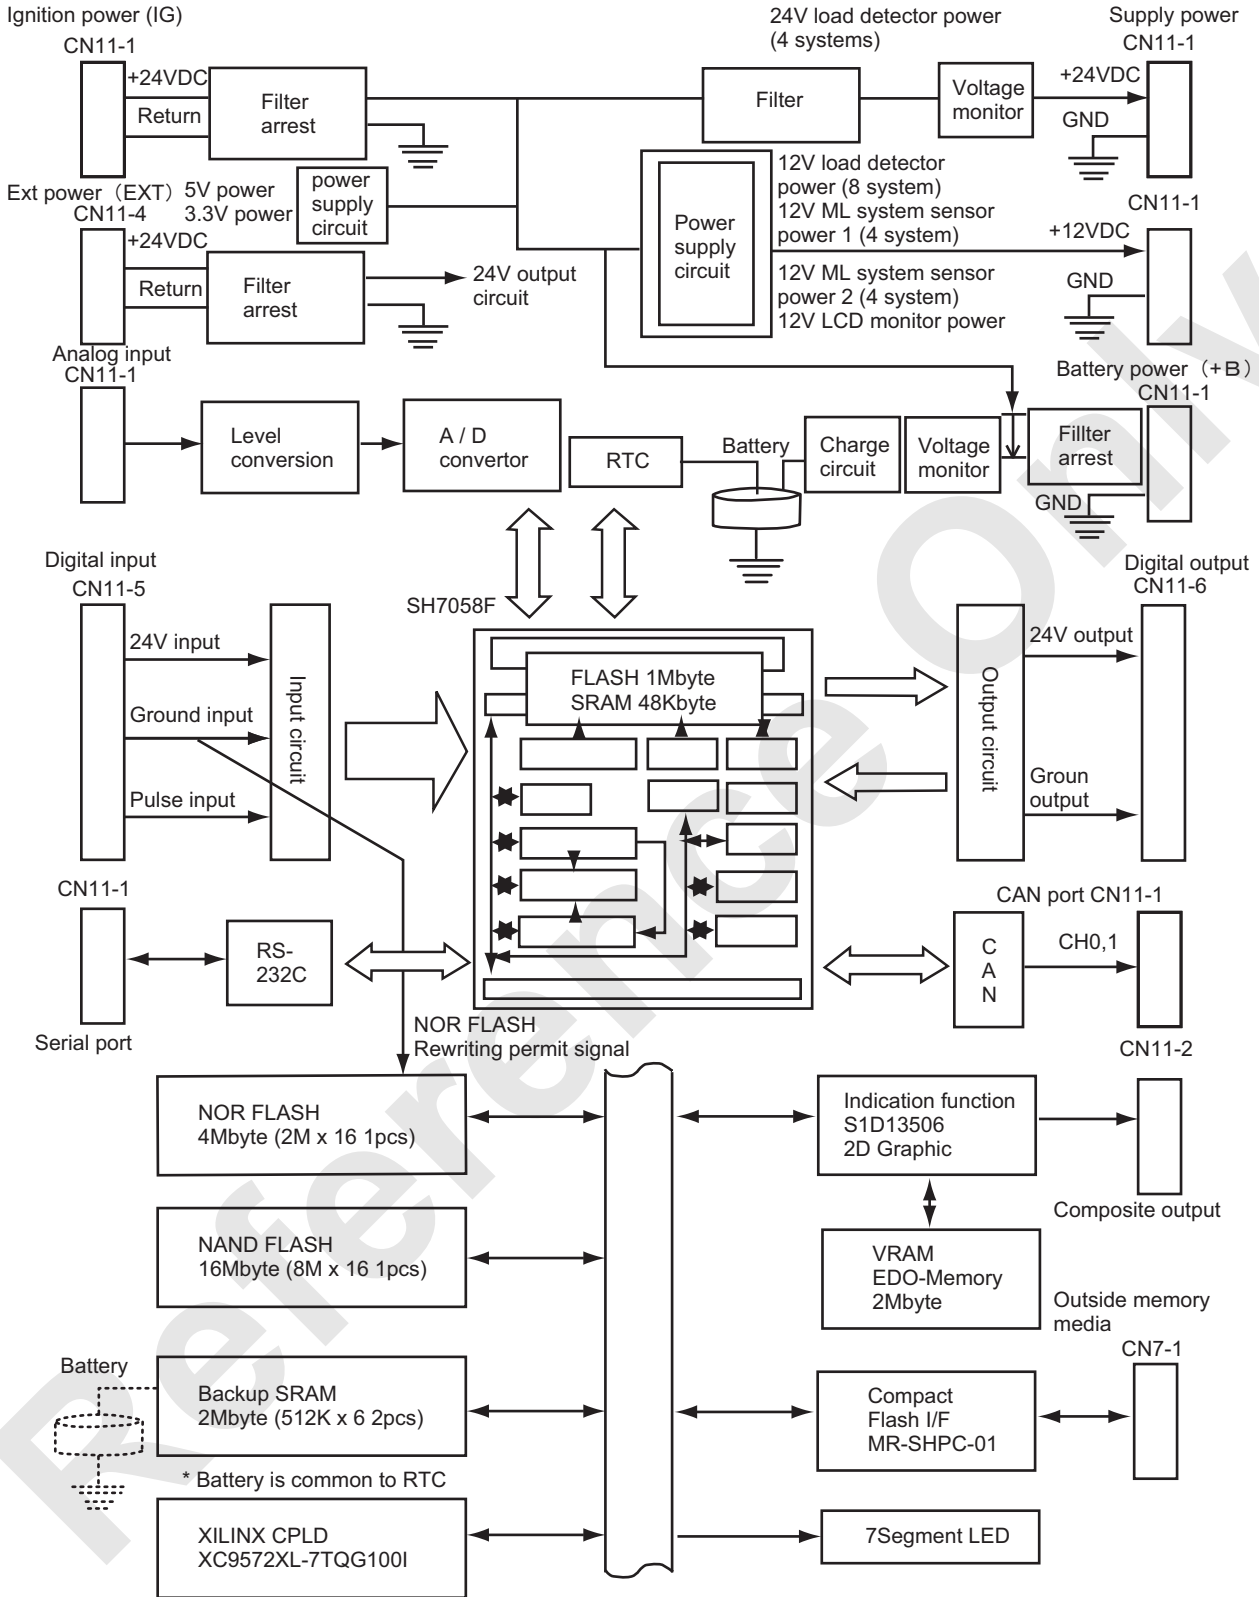 Ignition power (IG)
CN11-1
+24VDC
Return
Filter
arrest
24V load detector power
(4 systems)
Filter
Voltage
monitor
Supply power
CN11-1
+24VDC
GND
Ext power（EXT）
CN11-4
5V power
3.3V power
power
supply
circuit
+24VDC
Return
Filter
arrest
24V output
circuit
Power
supply
circuit
12V load detector
power (8 system)
12V ML system sensor
power 1 (4 system)
12V ML system sensor
power 2 (4 system)
12V LCD monitor power
CN11-1
+12VDC
GND
Analog input
CN11-1
Level
conversion
A / D
convertor
RTC
Battery
Charge
circuit
Voltage
monitor
Fillter
arrest
Battery power（+B）
CN11-1
GND
Digital input
CN11-5
24V input
Ground input
Pulse input
Input circuit
SH7058F
FLASH 1Mbyte
SRAM 48Kbyte
Output circuit
Digital output
CN11-6
24V output
Groun
output
CN11-1
RS-
232C
Serial port
CAN port CN11-1
C
A
N
CH0,1
NOR FLASH
Rewriting permit signal
CN11-2
NOR FLASH
4Mbyte (2M x 16 1pcs)
Indication function
S1D13506
2D Graphic
Composite output
NAND FLASH
16Mbyte (8M x 16 1pcs)
VRAM
EDO-Memory
2Mbyte
Outside memory
media
CN7-1
Battery
Backup SRAM
2Mbyte (512K x 6 2pcs)
* Battery is common to RTC
Compact
Flash I/F
MR-SHPC-01
XILINX CPLD
XC9572XL-7TQG100I
7Segment LED
Reference Only